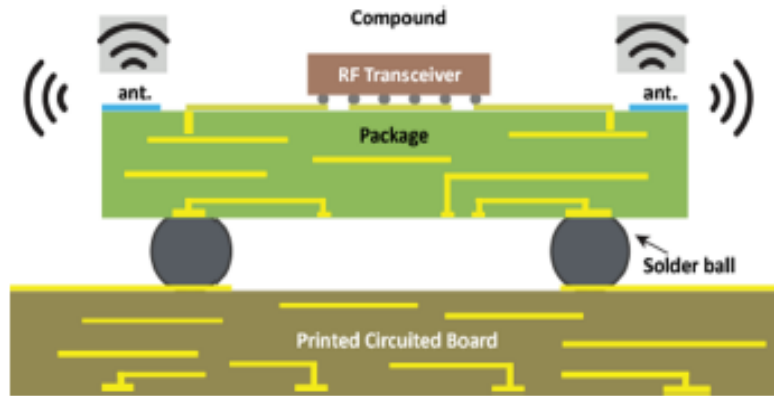 Compound
RF Transceiver
ant.
ant.
Package
Solder ball
Printed Circuited Board